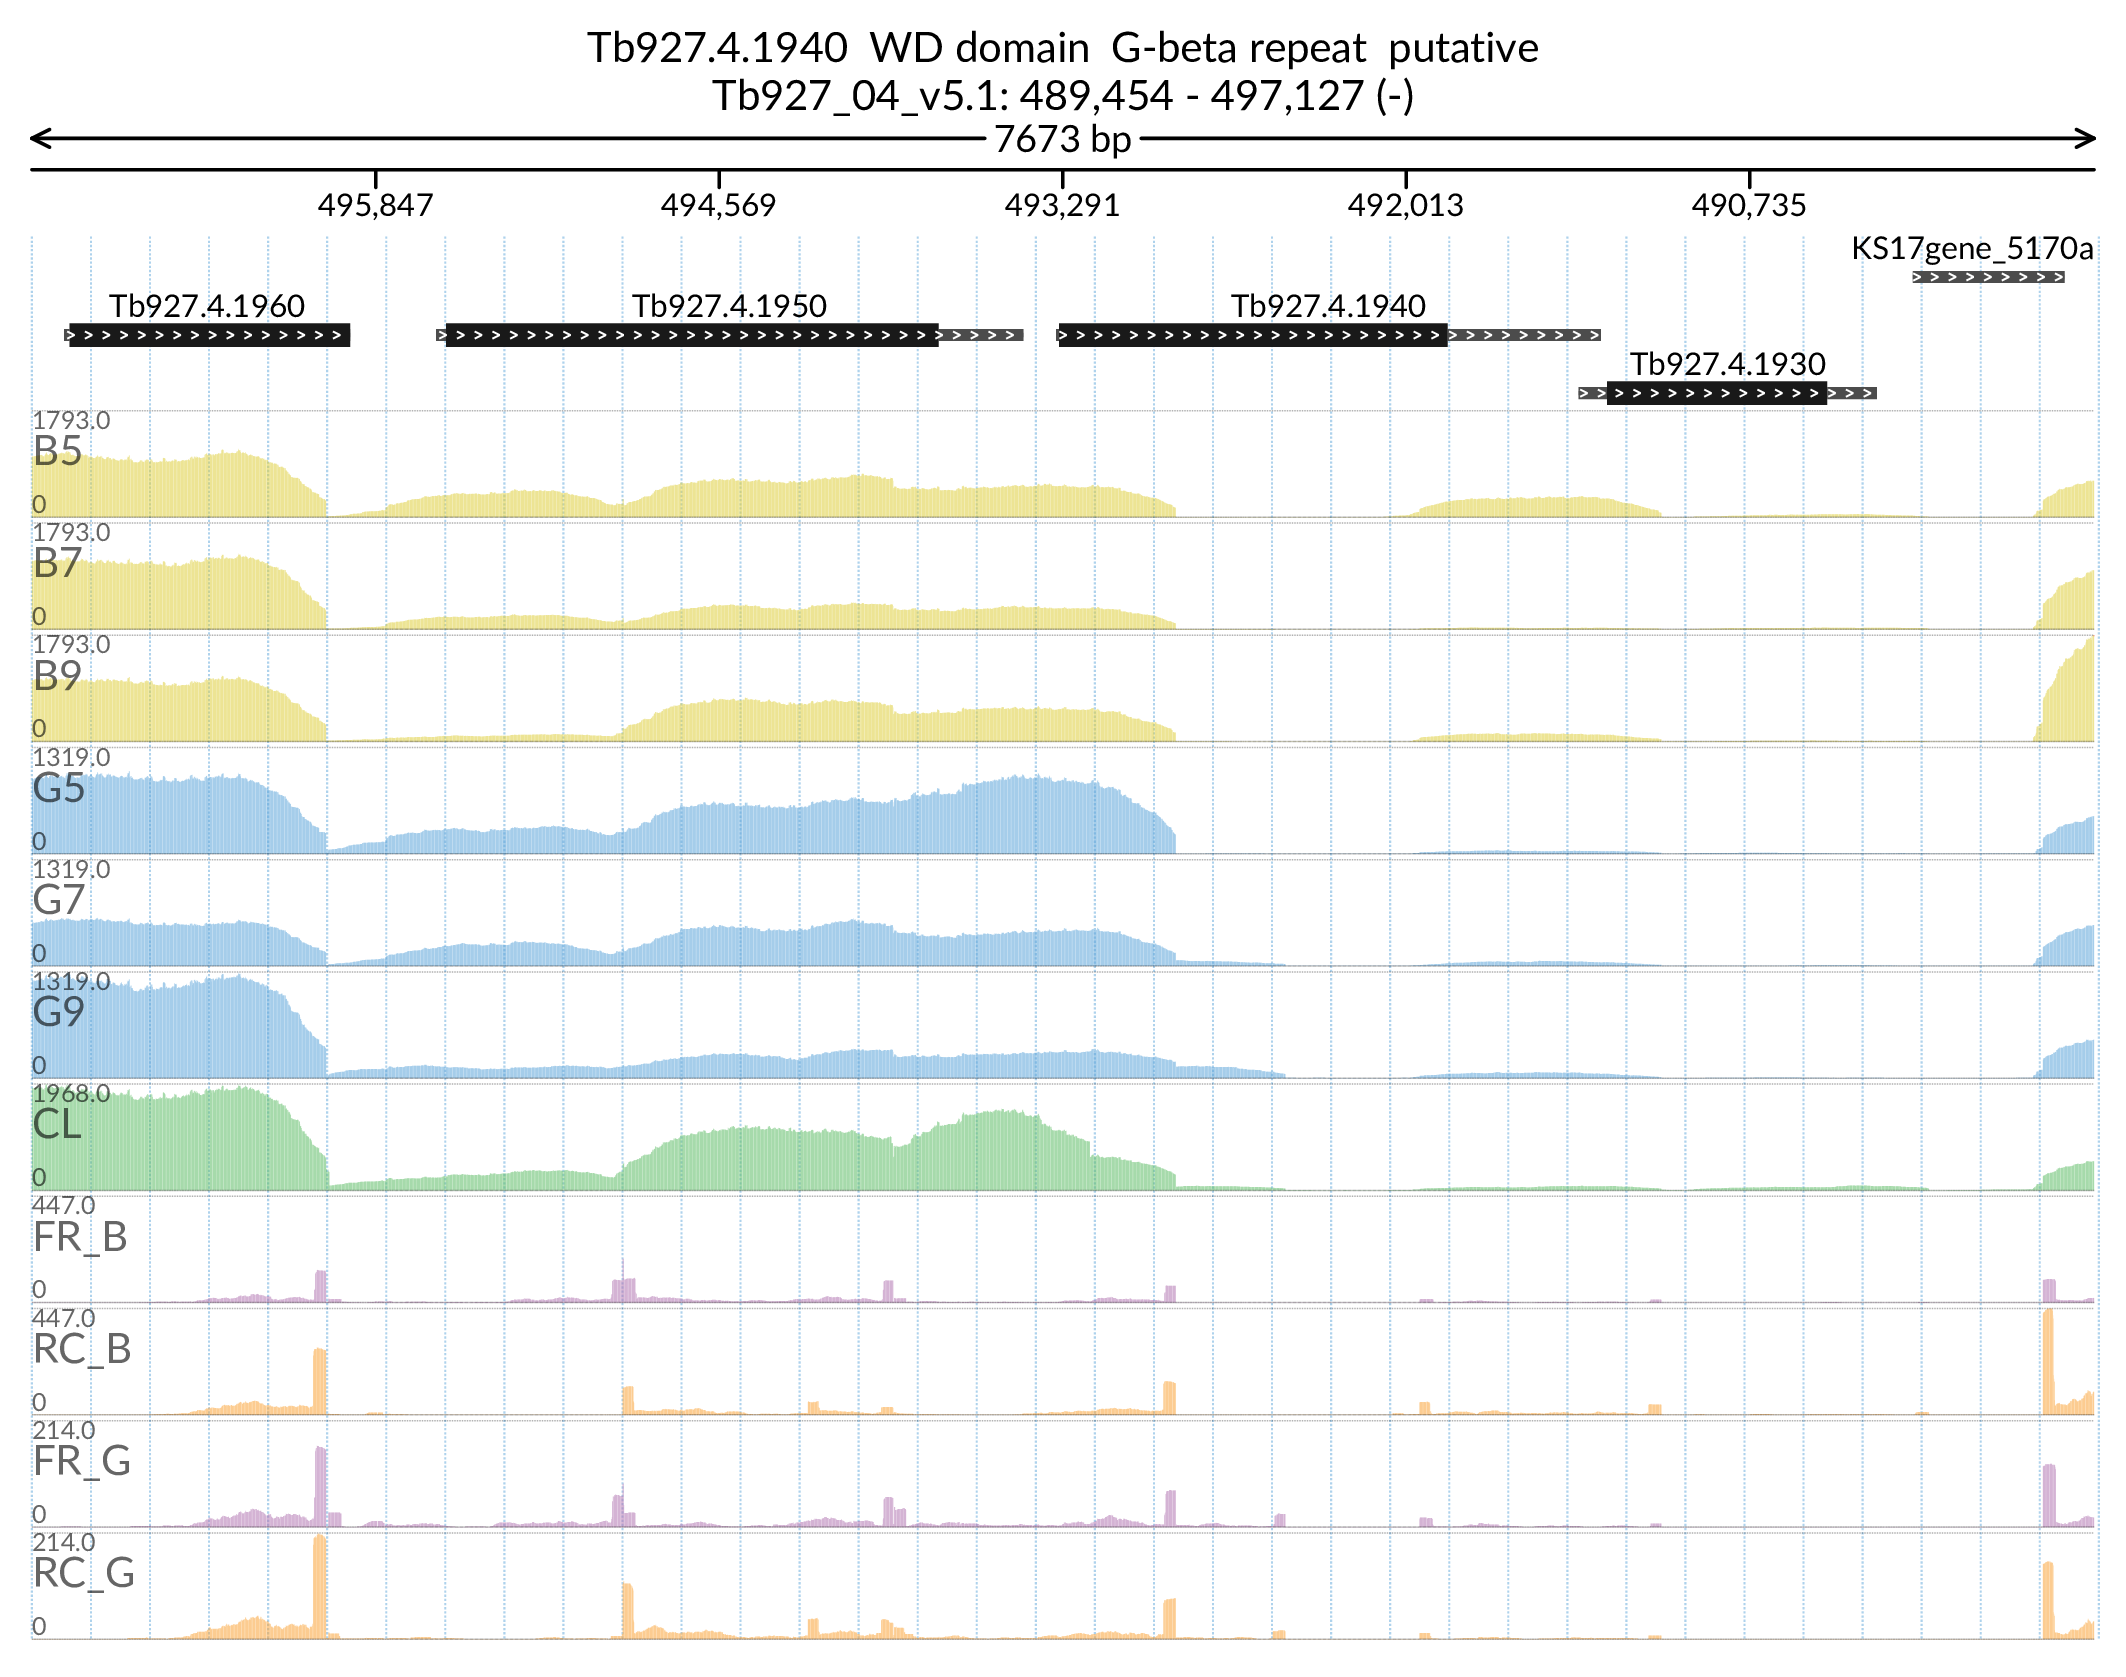 Tb927.4.1940  WD domain  G-beta repeat  putative
Tb927_04_v5.1: 489,454 - 497,127 (-)
7673 bp
495,847 494,569 493,291 492,013 490,735
KS17gene_5170a
Tb927.4.1960 Tb927.4.1950 Tb927.4.1940
Tb927.4.1930
1793.0
B5
0
1793.0
B7
0
1793.0
B9
0
1319.0
G5
0
1319.0
G7
0
1319.0
G9
0
1968.0
CL
0
447.0
FR_B
0
447.0
RC_B
0
214.0
FR_G
0
214.0
RC_G
0